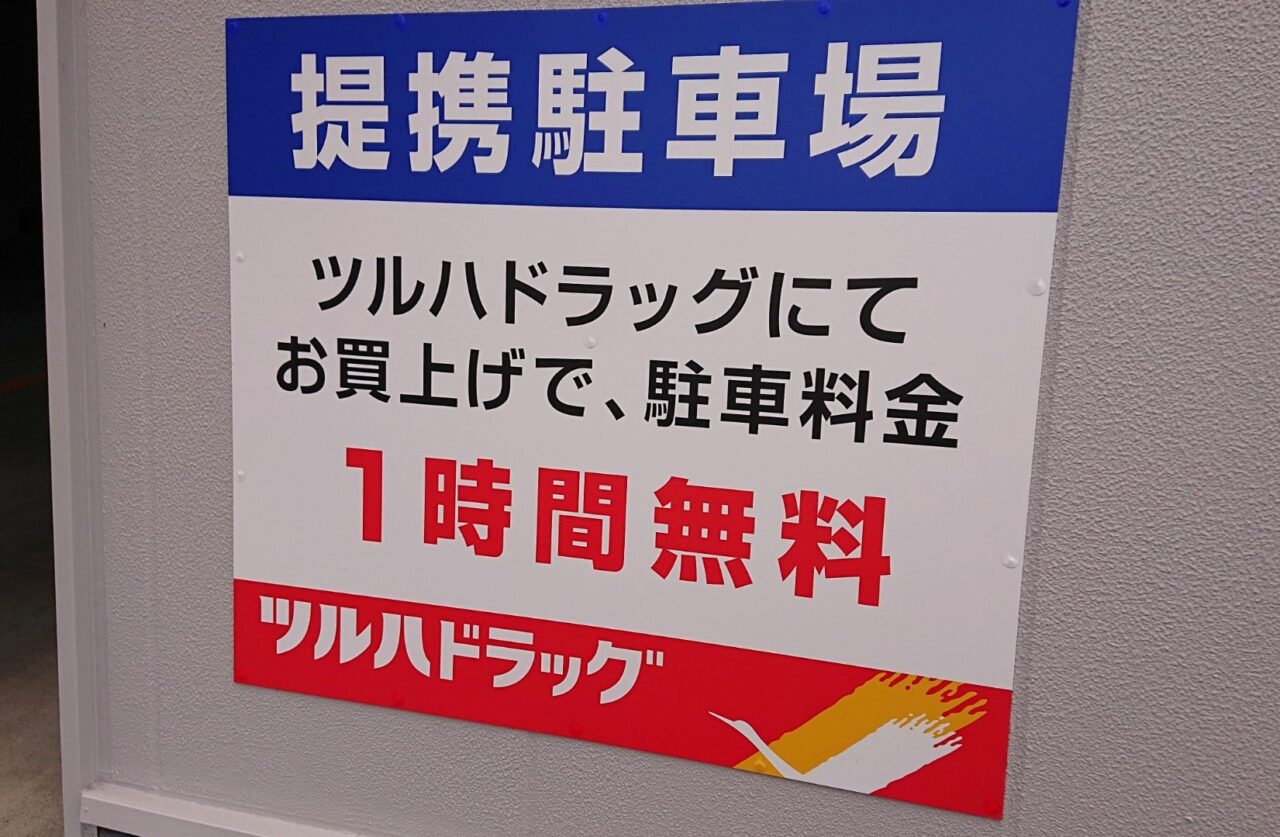 提携駐車場
ツルハドラッグにて
お買上げで、駐車料金
1時間無料
ツルハドラッグ